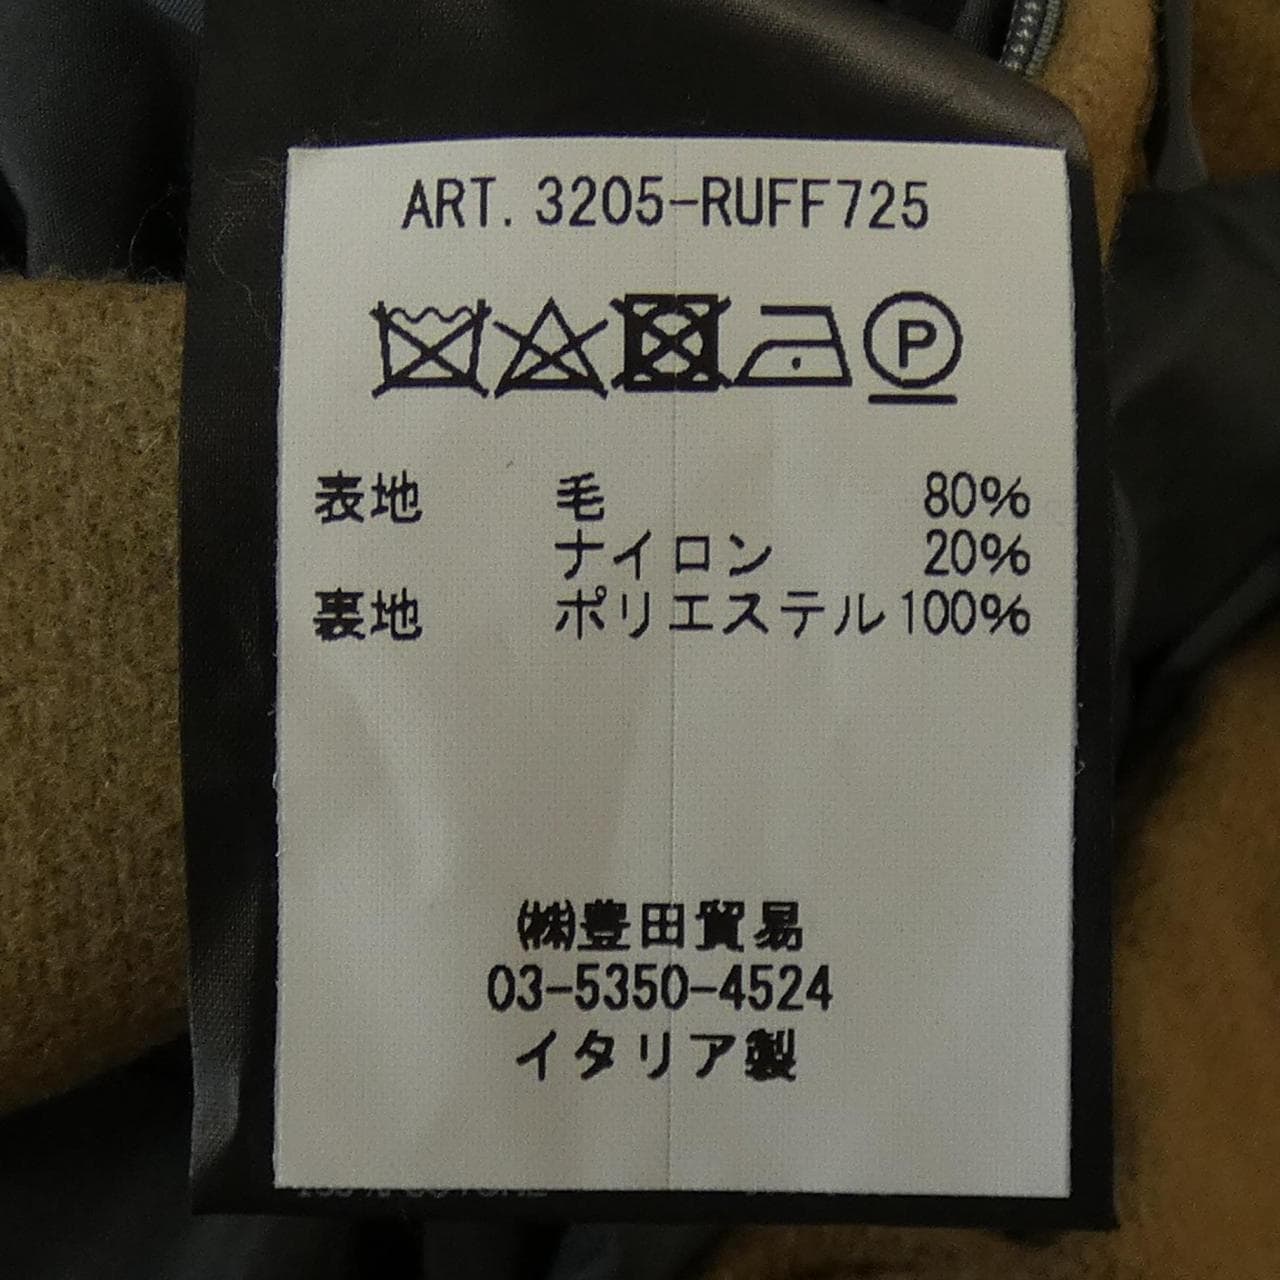 ART. 3205-RUFF725
P
表地 毛 80%
ナイロン 20%
裏地 ポリエステル 100%
㈱豊田貿易
03-5350-4524
イタリア製